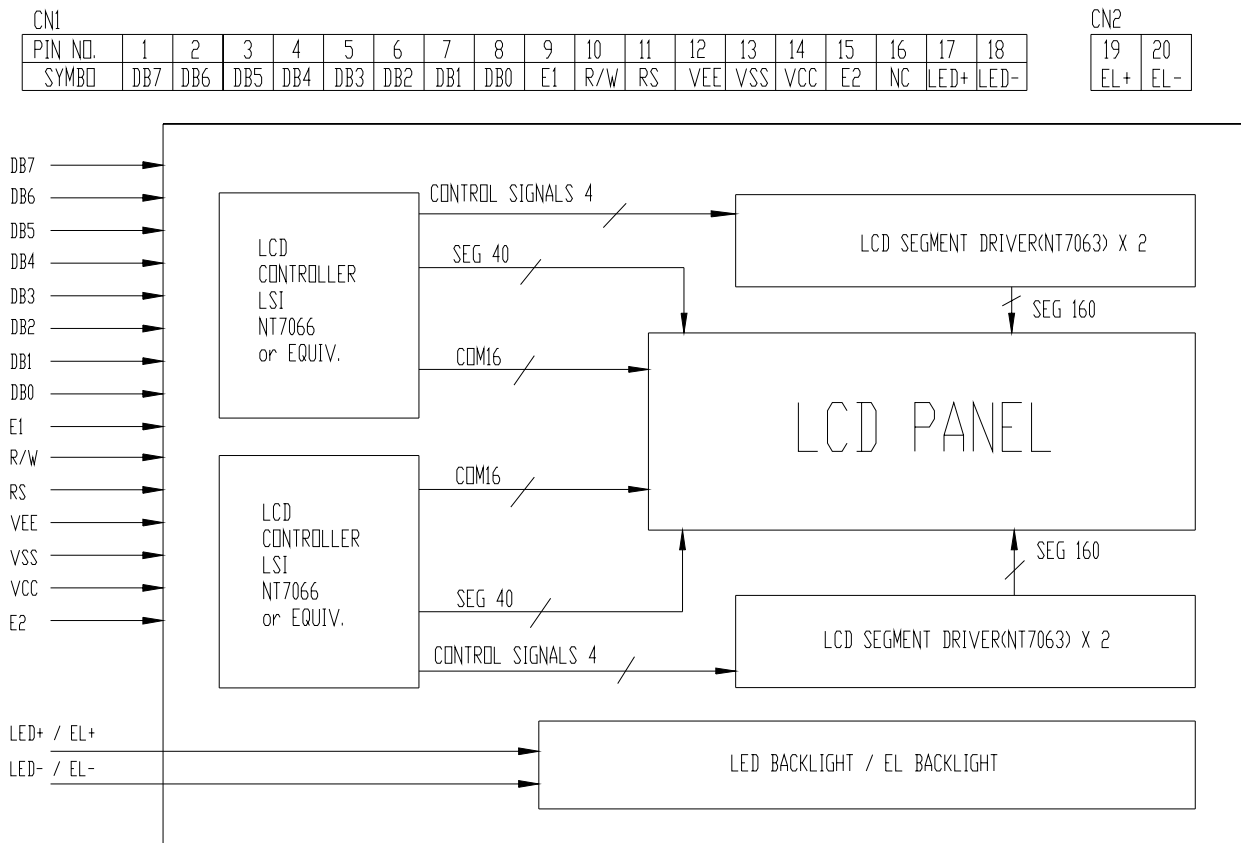 CN1
CN2
PIN NO. 1 2 3 4 5 6 7 8 9 10 11 12 13 14 15 16 17 18 19 20
SYMBO DB7 DB6 DB5 DB4 DB3 DB2 DB1 DB0 E1 R/W RS VEE VSS VCC E2 NC LED+ LED- EL+ EL-
DB7
DB6
DB5
DB4
DB3
DB2
DB1
DB0
E1
R/W
RS
VEE
VSS
VCC
E2
LED+ / EL+
LED- / EL-
LCD
CONTROLLER
LSI
NT7066
or EQUIV.
CONTROL SIGNALS 4
SEG 40
COM16
LCD SEGMENT DRIVER(NT7063) X 2
SEG 160
LCD PANEL
LCD
CONTROLLER
LSI
NT7066
or EQUIV.
COM16
SEG 40
CONTROL SIGNALS 4
SEG 160
LCD SEGMENT DRIVER(NT7063) X 2
LED BACKLIGHT / EL BACKLIGHT